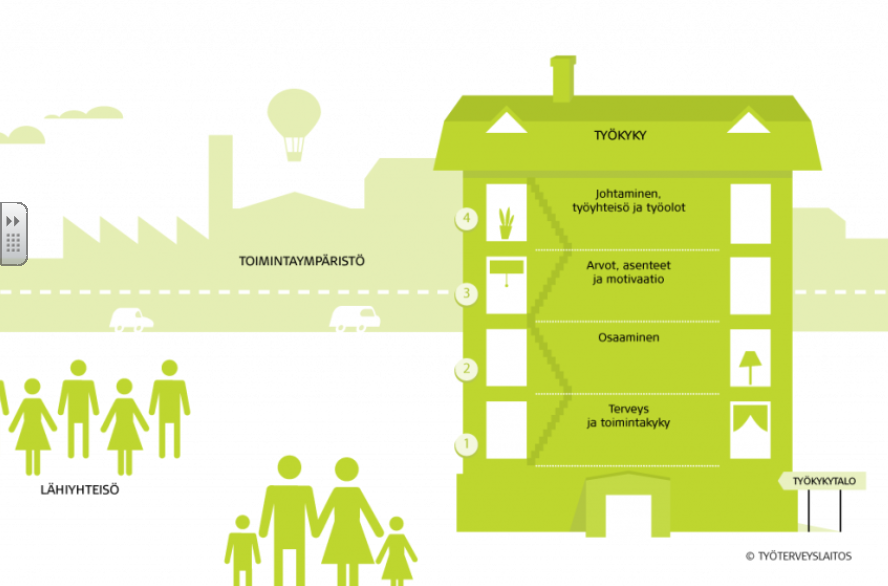 TYÖKYKY
4
Johtaminen,
työyhteisö ja työolot
TOIMINTAYMPÄRISTÖ
3
Arvot, asenteet
ja motivaatio
2
Osaaminen
1
Terveys
ja toimintakyky
LÄHIYHTEISÖ
TYÖKYKYTALO
© TYÖTERVEYSLAITOS